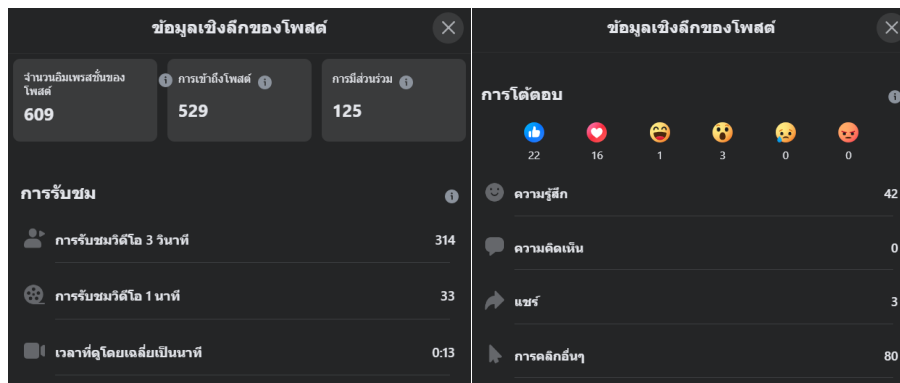 ข้อมูลเชิงลึกของโพสต์
จำนวนอิมเพรสชั่นของ
โพสต์
609
การเข้าถึงโพสต์
529
การมีส่วนร่วม
125
การรับชม
การรับชมวิดีโอ 3 วินาที 314
การรับชมวิดีโอ 1 นาที 33
เวลาที่ดูโดยเฉลี่ยเป็นนาที 0:13
ข้อมูลเชิงลึกของโพสต์
การโต้ตอบ
22 16 1 3 0 0
ความรู้สึก 42
ความคิดเห็น 0
แชร์ 3
การคลิกอื่นๆ 80